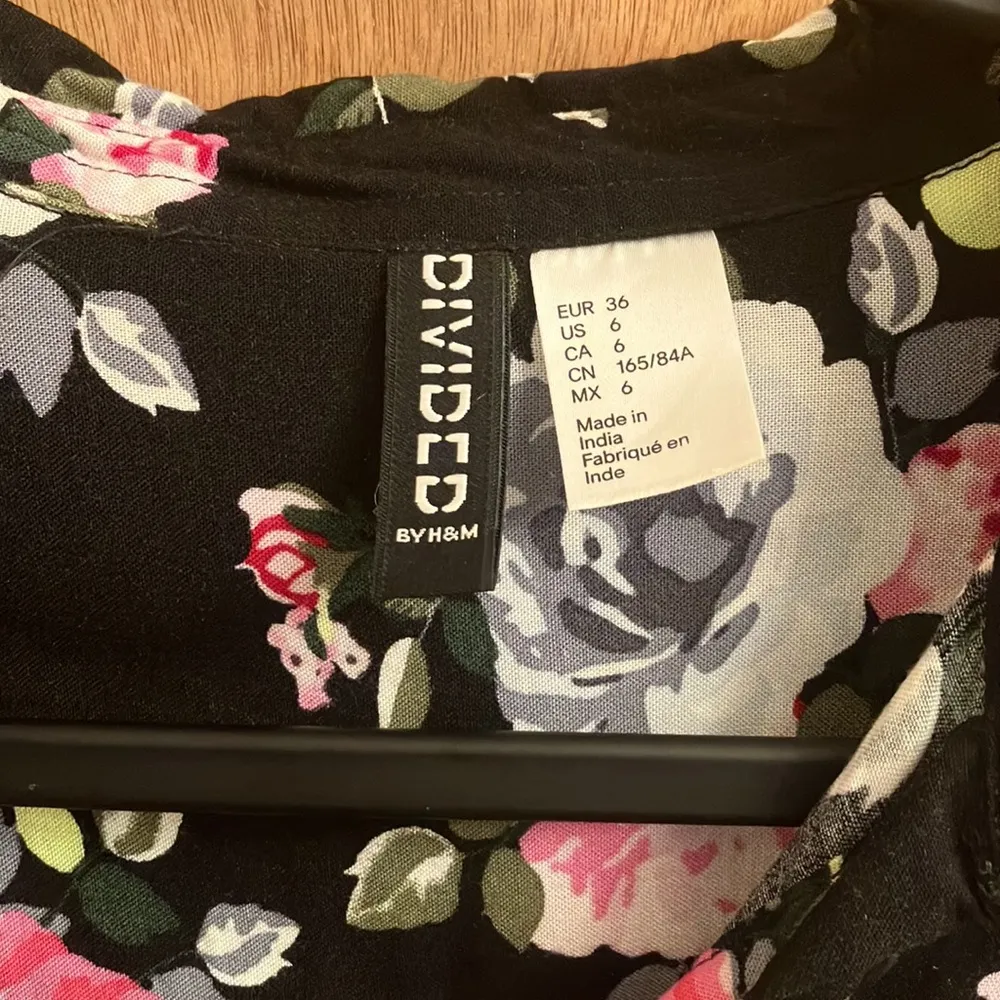 DIVIDED
BY H&M
EUR 36
US 6
CA 6
CN 165/84A
MX 6
Made in
India
Fabriqué en
Inde